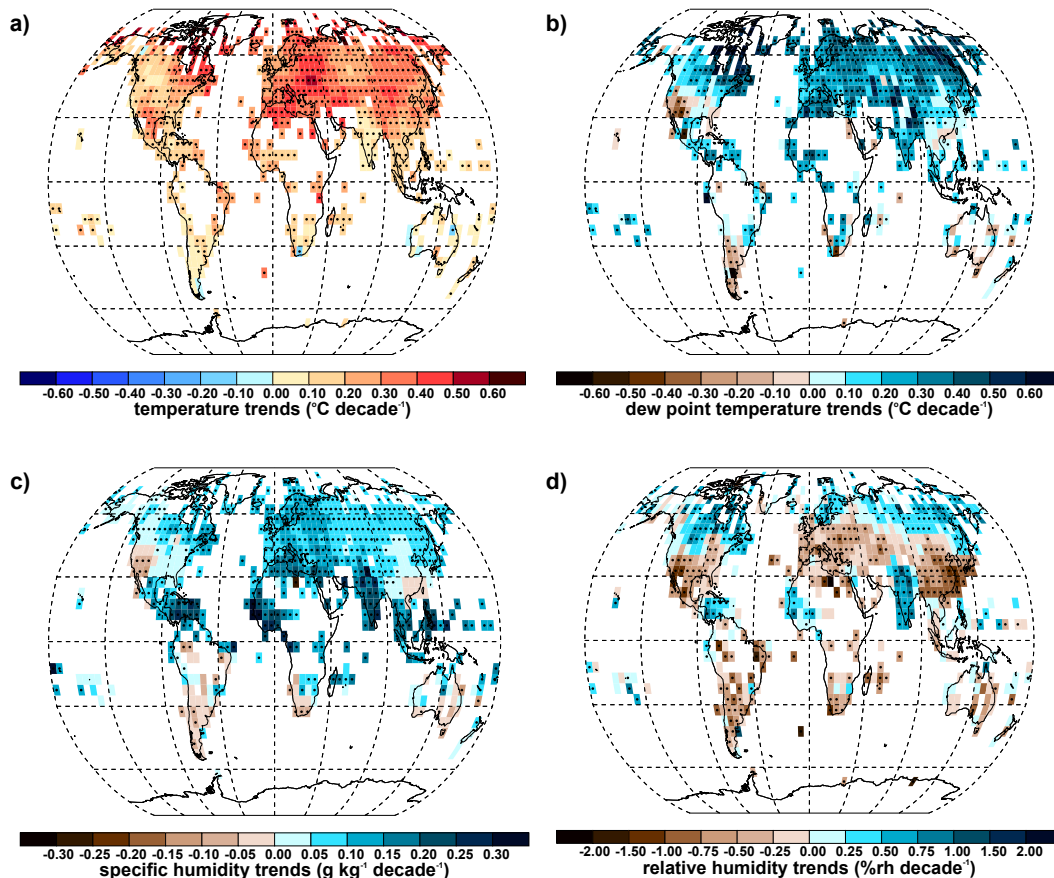 a)
b)
-0.60 -0.50 -0.40 -0.30 -0.20 -0.10 0.00 0.10 0.20 0.30 0.40 0.50 0.60
temperature trends (°C decade⁻¹)
-0.60 -0.50 -0.40 -0.30 -0.20 -0.10 0.00 0.10 0.20 0.30 0.40 0.50 0.60
dew point temperature trends (°C decade⁻¹)
c)
d)
-0.30 -0.25 -0.20 -0.15 -0.10 -0.05 0.00 0.05 0.10 0.15 0.20 0.25 0.30
specific humidity trends (g kg⁻¹ decade⁻¹)
-2.00 -1.50 -1.00 -0.75 -0.50 -0.25 0.00 0.25 0.50 0.75 1.00 1.50 2.00
relative humidity trends (%rh decade⁻¹)